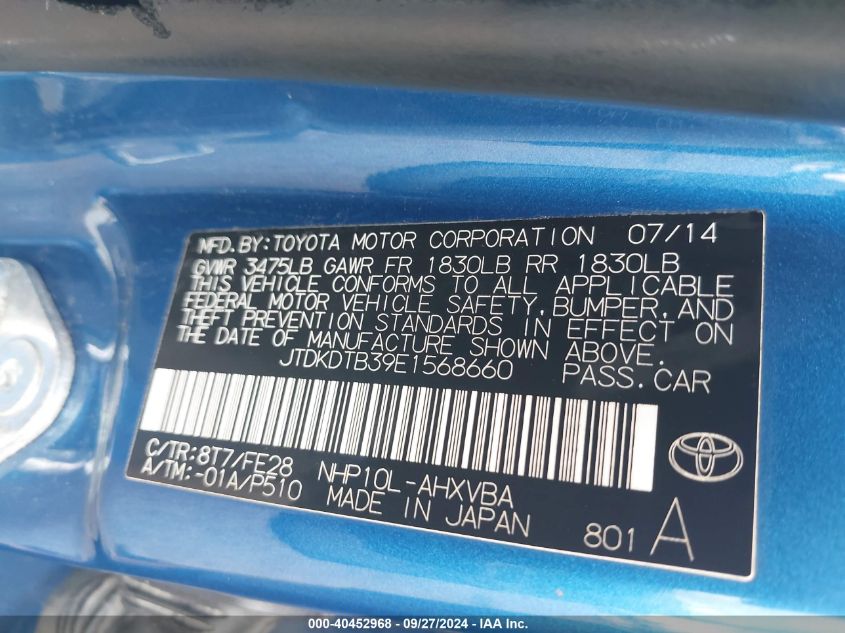 MFD. BY: TOYOTA MOTOR CORPORATION 07/14
GVWR 3475LB GAWR FR 1830LB RR 1830LB
THIS VEHICLE CONFORMS TO ALL APPLICABLE
FEDERAL MOTOR VEHICLE SAFETY, BUMPER, AND
THEFT PREVENTION STANDARDS IN EFFECT ON
THE DATE OF MANUFACTURE SHOWN ABOVE.
JTDKDTB39E1568660 PASS. CAR
C/TR:8T7/FE28 NHP10L-AHXVBA
A/TM:-01A/P510 MADE IN JAPAN 801 A
000-40452968 - 09/27/2024 - IAA Inc.